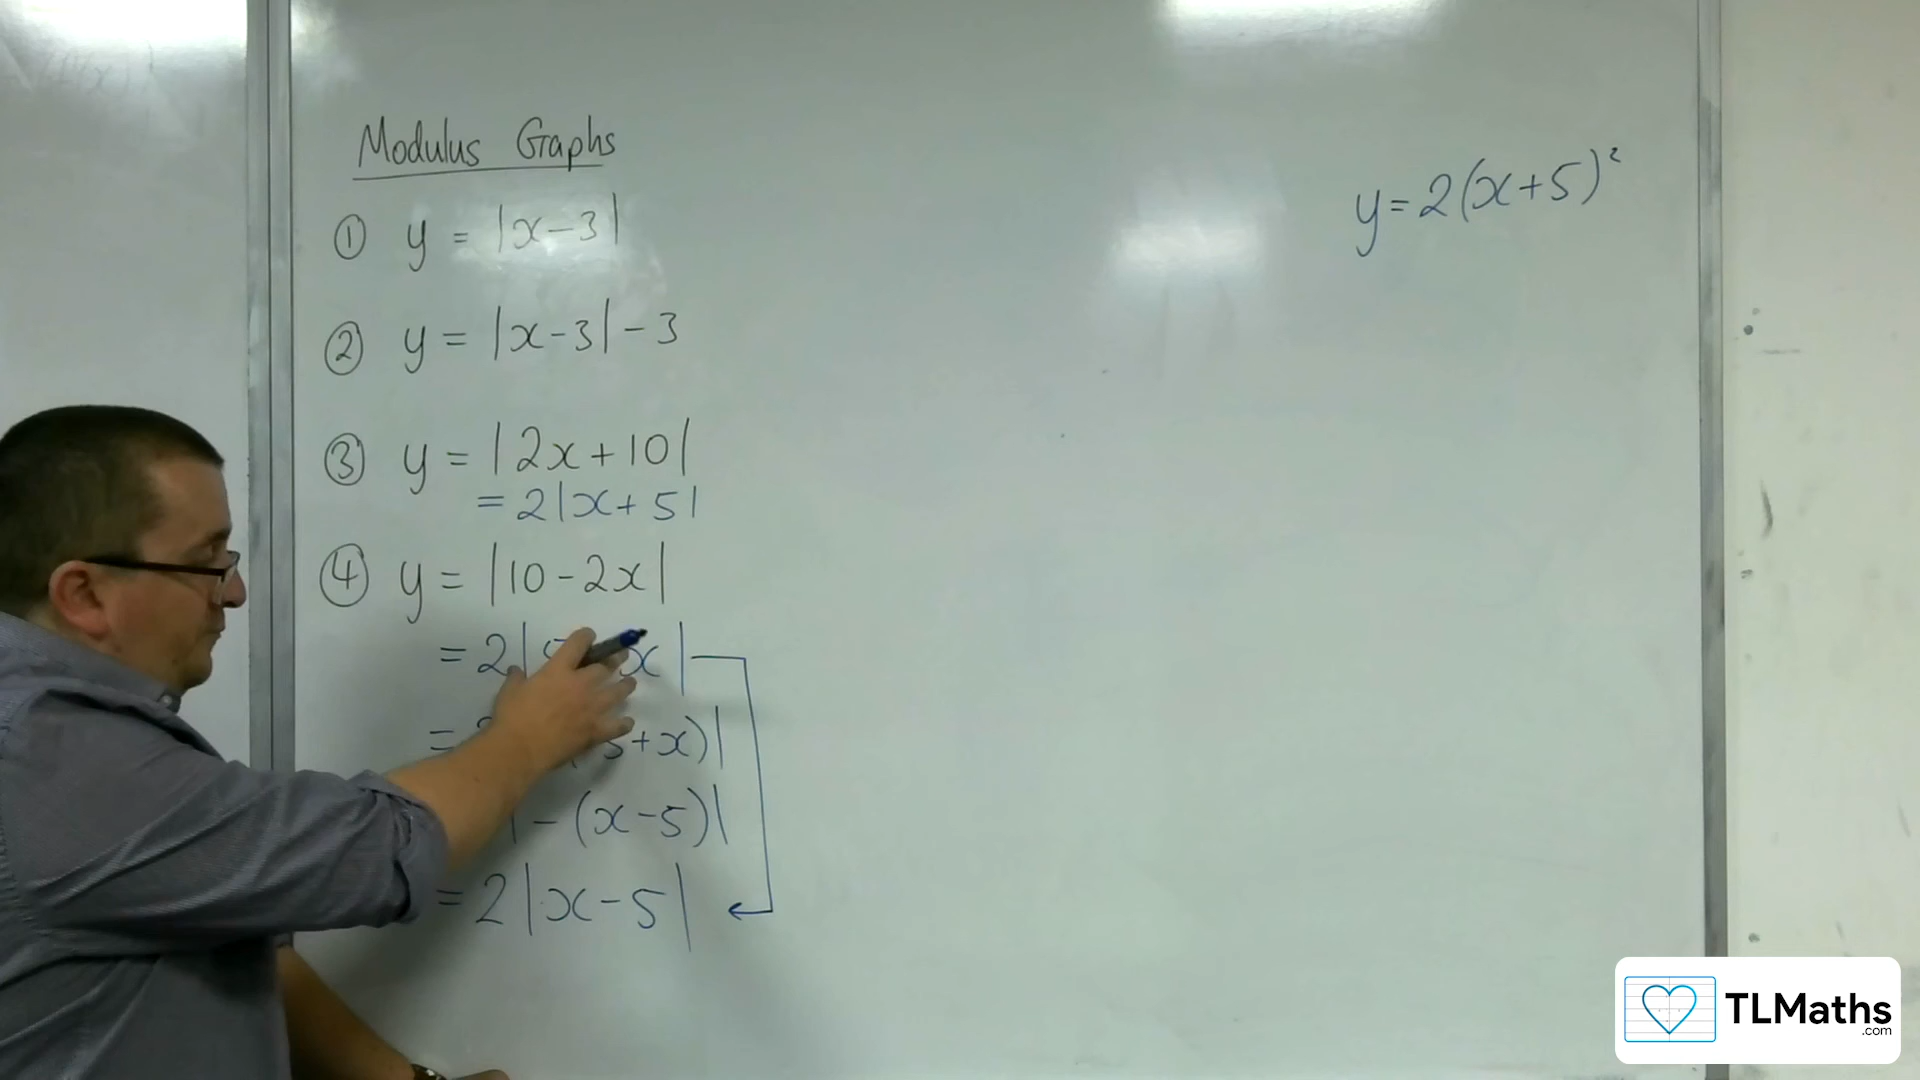 Modulus Graphs
① y = |x-3|
② y = |x-3| - 3
③ y = |2x+10|
= 2|x+5|
④ y = |10-2x|
= 2| x|
= +x)|
|-(x-5)|
= 2|x-5|
y=2(x+5)²
TLMaths
.com